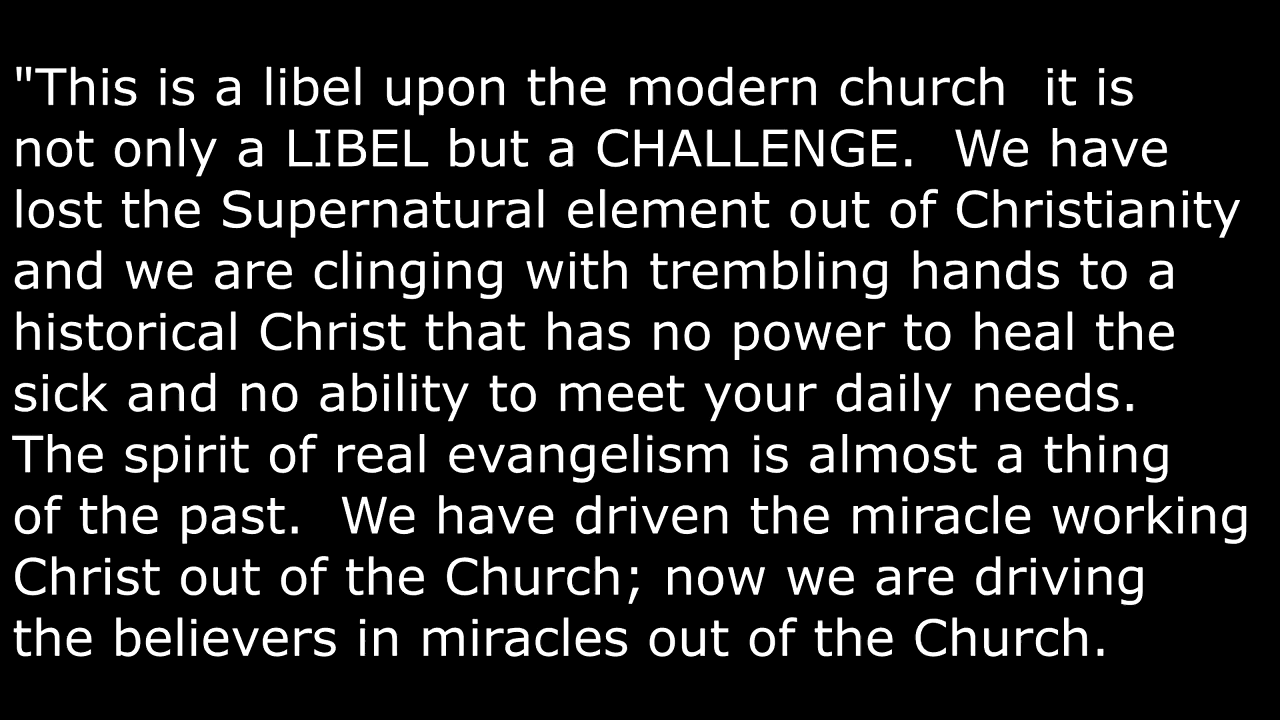 "This is a libel upon the modern church  it is
not only a LIBEL but a CHALLENGE.  We have
lost the Supernatural element out of Christianity
and we are clinging with trembling hands to a
historical Christ that has no power to heal the
sick and no ability to meet your daily needs.
The spirit of real evangelism is almost a thing
of the past.  We have driven the miracle working
Christ out of the Church; now we are driving
the believers in miracles out of the Church.